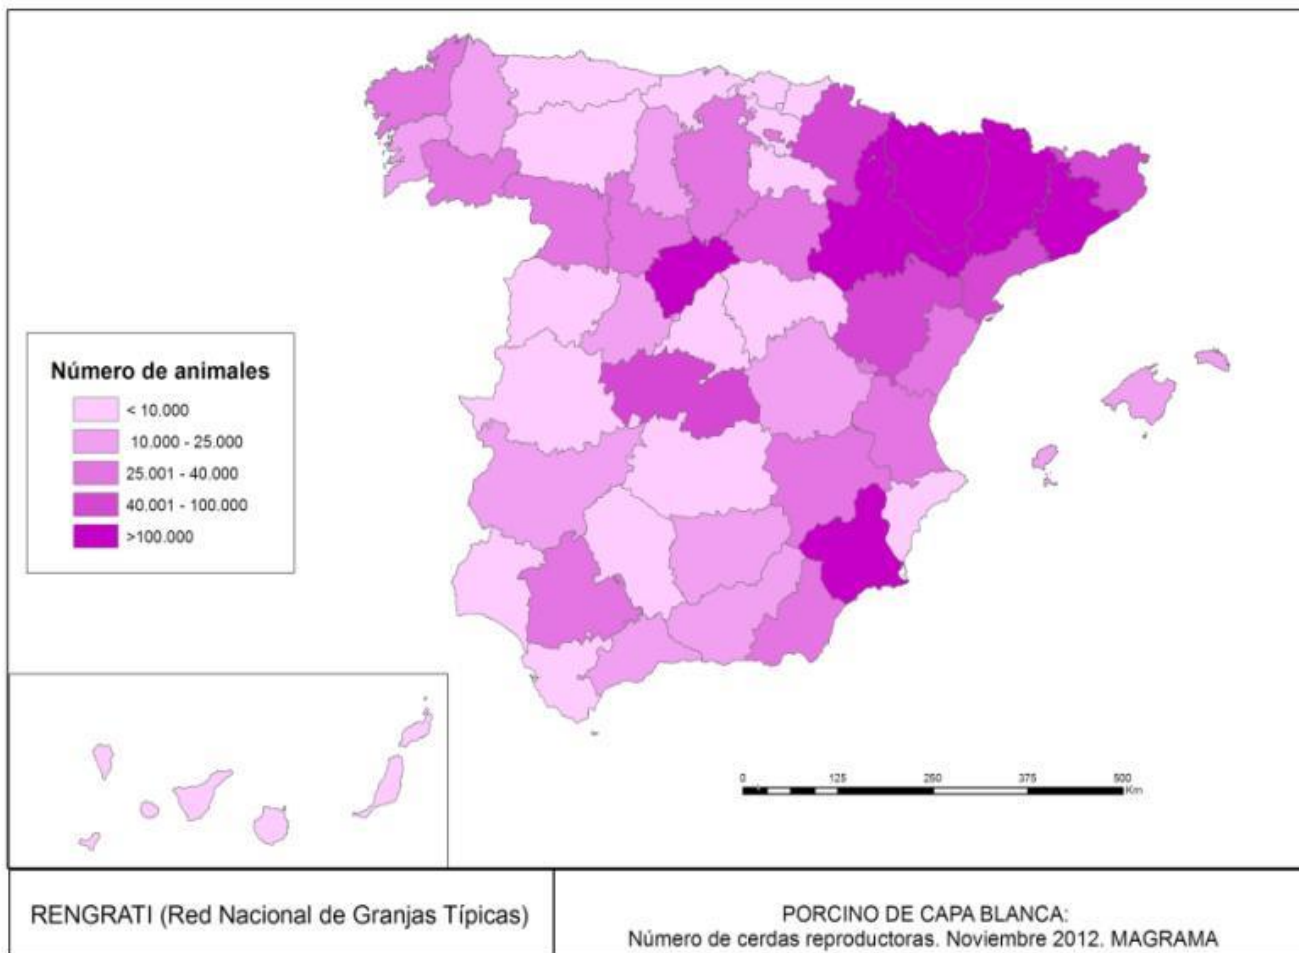 Número de animales
< 10.000
10.000 - 25.000
25.001 - 40.000
40.001 - 100.000
>100.000
0 125 250 375 500
Km
RENGRATI (Red Nacional de Granjas Típicas)
PORCINO DE CAPA BLANCA:
Número de cerdas reproductoras. Noviembre 2012. MAGRAMA